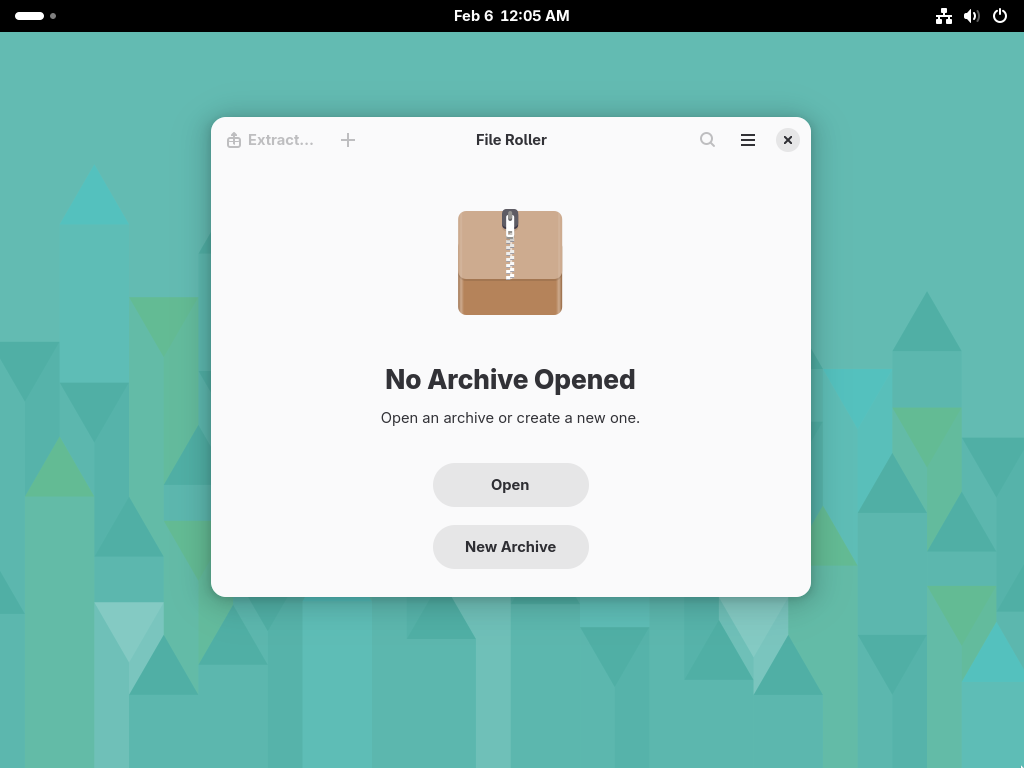 Feb 6 12:05 AM
Extract… File Roller
No Archive Opened
Open an archive or create a new one.
Open
New Archive